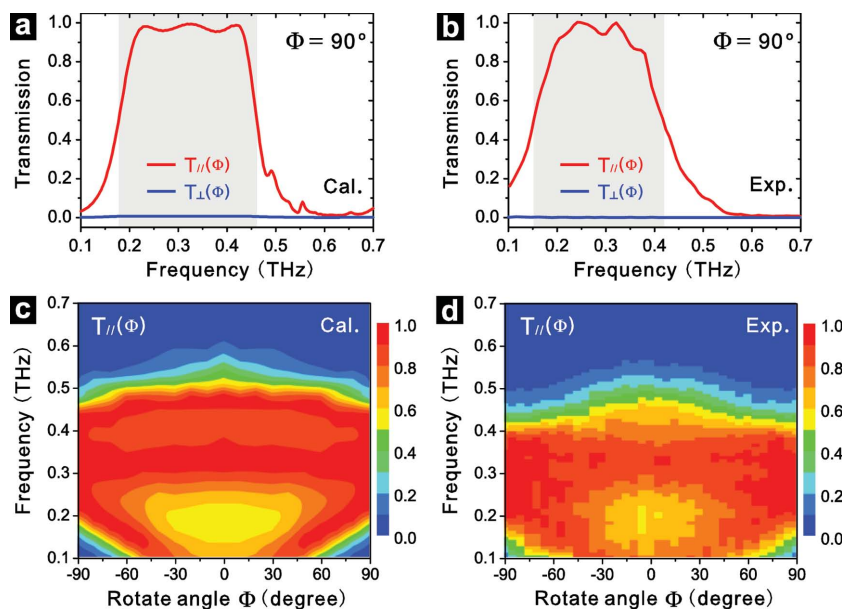 a
Φ = 90°
T//(Φ)
T⊥(Φ)
Cal.
1.0
0.8
0.6
0.4
0.2
0.0
Transmission
0.1 0.2 0.3 0.4 0.5 0.6 0.7
Frequency (THz)
b
Φ = 90°
T//(Φ)
T⊥(Φ)
Exp.
1.0
0.8
0.6
0.4
0.2
0.0
Transmission
0.1 0.2 0.3 0.4 0.5 0.6 0.7
Frequency (THz)
c
T//(Φ) Cal.
0.7
0.6
0.5
0.4
0.3
0.2
0.1
Frequency (THz)
-90 -60 -30 0 30 60 90
Rotate angle Φ (degree)
1.0
0.8
0.6
0.4
0.2
0.0
d
T//(Φ) Exp.
0.7
0.6
0.5
0.4
0.3
0.2
0.1
Frequency (THz)
-90 -60 -30 0 30 60 90
Rotate angle Φ (degree)
1.0
0.8
0.6
0.4
0.2
0.0